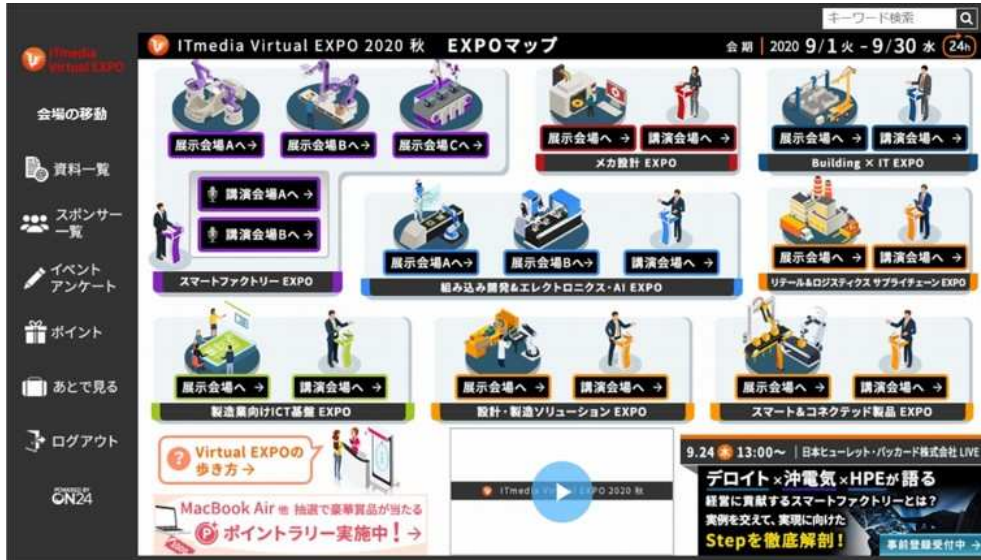 キーワード検索
ITmedia
Virtual EXPO
会場の移動
資料一覧
スポンサー
一覧
イベント
アンケート
ポイント
あとで見る
ログアウト
POWERED BY
ON24
ITmedia Virtual EXPO 2020 秋 EXPOマップ
会期 2020 9/1 火 - 9/30 水 24h
展示会場Aへ→
展示会場Bへ→
展示会場Cへ→
講演会場Aへ→
講演会場Bへ→
スマートファクトリー EXPO
展示会場へ →
講演会場へ →
メカ設計 EXPO
展示会場へ →
講演会場へ →
Building × IT EXPO
展示会場Aへ→
展示会場Bへ→
講演会場へ →
組み込み開発&エレクトロニクス・AI EXPO
展示会場へ →
講演会場へ →
リテール&ロジスティクス サプライチェーン EXPO
展示会場へ →
講演会場へ →
製造業向けICT基盤 EXPO
展示会場へ →
講演会場へ →
設計・製造ソリューション EXPO
展示会場へ →
講演会場へ →
スマート&コネクテッド製品 EXPO
? Virtual EXPOの
歩き方 →
MacBook Air 他 抽選で豪華賞品が当たる
P ポイントラリー実施中!→
ITmedia Virtual EXPO 2020 秋
9.24 木 13:00~ |日本ヒューレット・パッカード株式会社 LIVE
デロイト×沖電気×HPEが語る
経営に貢献するスマートファクトリーとは?
実例を交えて、実現に向けた
Stepを徹底解剖!
事前登録受付中 →